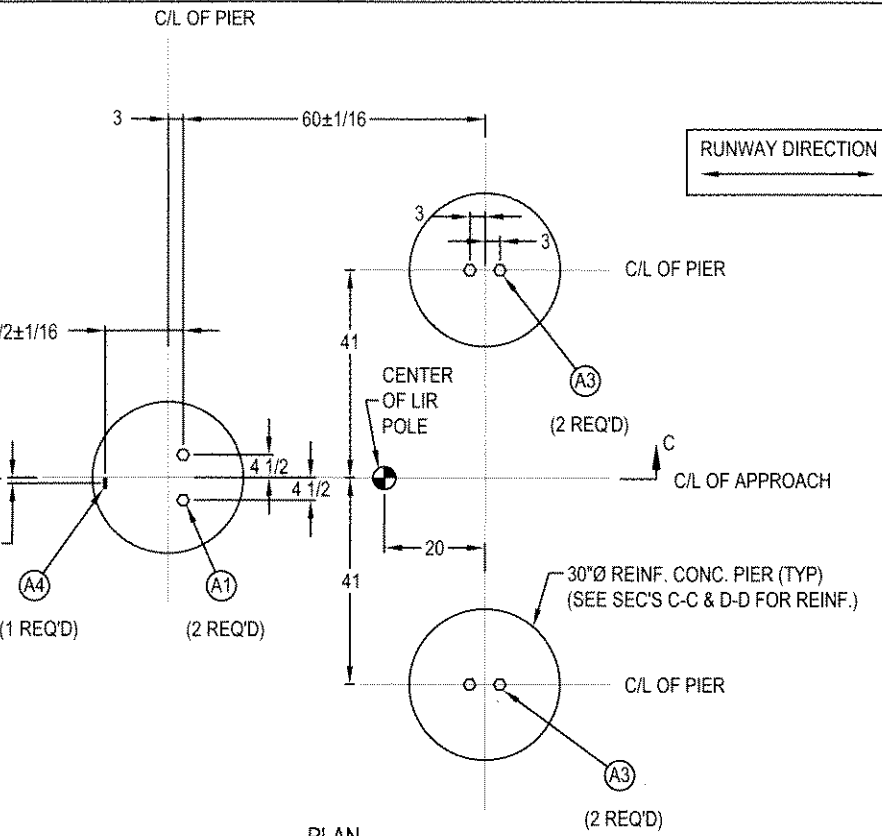 C/L OF PIER
3
60±1/16
RUNWAY DIRECTION
3
3
C/L OF PIER
/2±1/16
41
CENTER
OF LIR
POLE
A3
(2 REQ'D)
C
4 1/2
4 1/2
C/L OF APPROACH
20
A4
(1 REQ'D)
A1
(2 REQ'D)
41
30"Ø REINF. CONC. PIER (TYP)
(SEE SEC'S C-C & D-D FOR REINF.)
C/L OF PIER
A3
(2 REQ'D)
PLAN